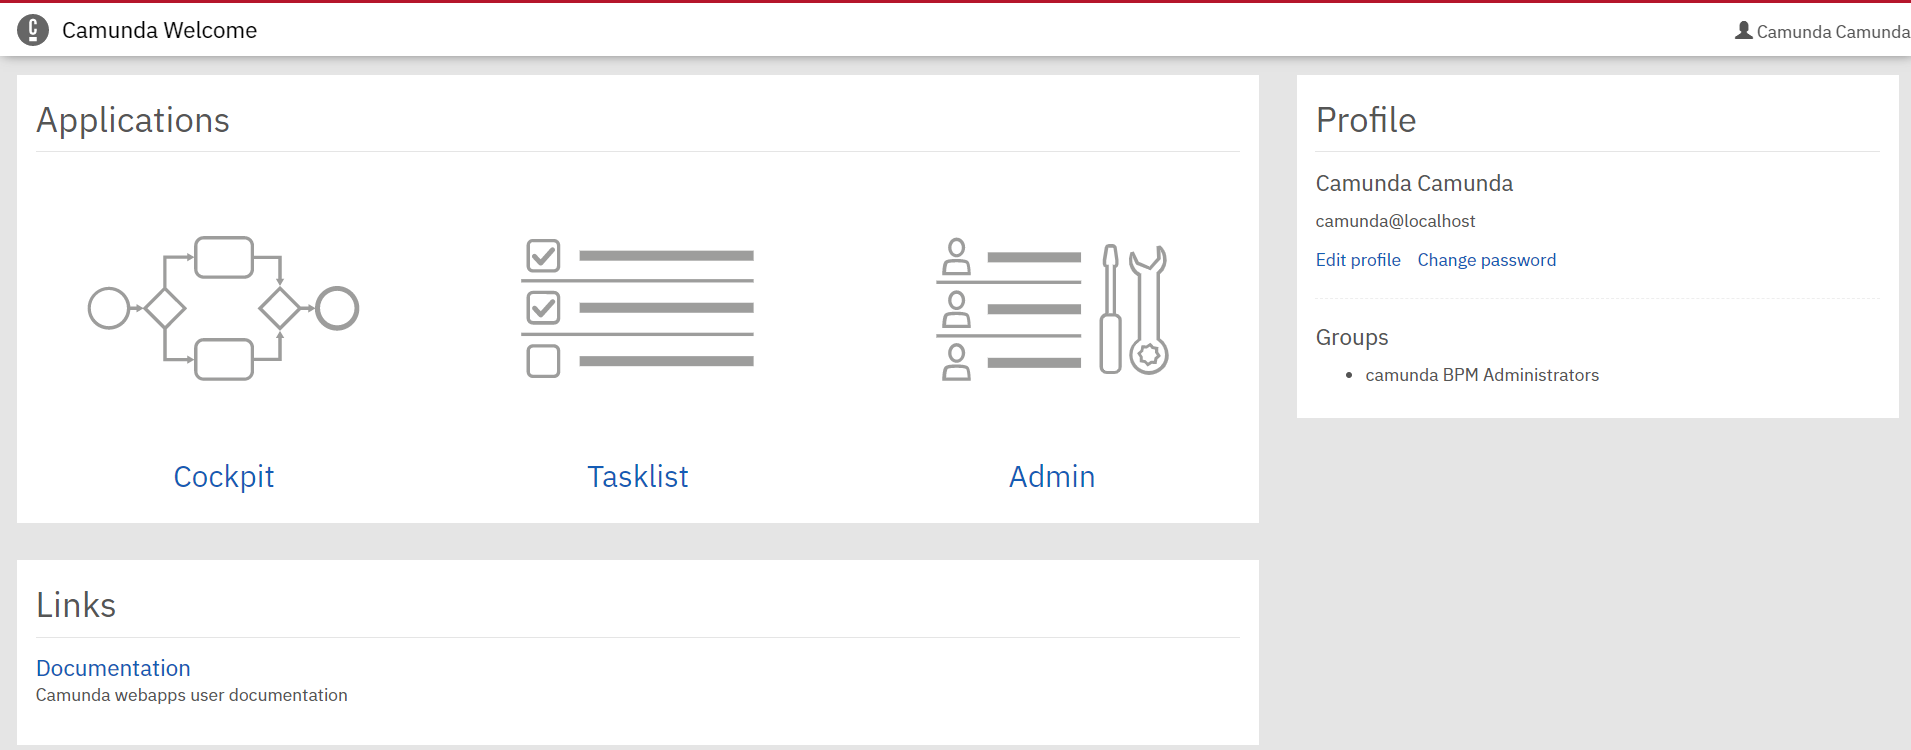 Camunda Welcome
Camunda Camunda
Applications
Cockpit
Tasklist
Admin
Links
Documentation
Camunda webapps user documentation
Profile
Camunda Camunda
camunda@localhost
Edit profile Change password
Groups
camunda BPM Administrators